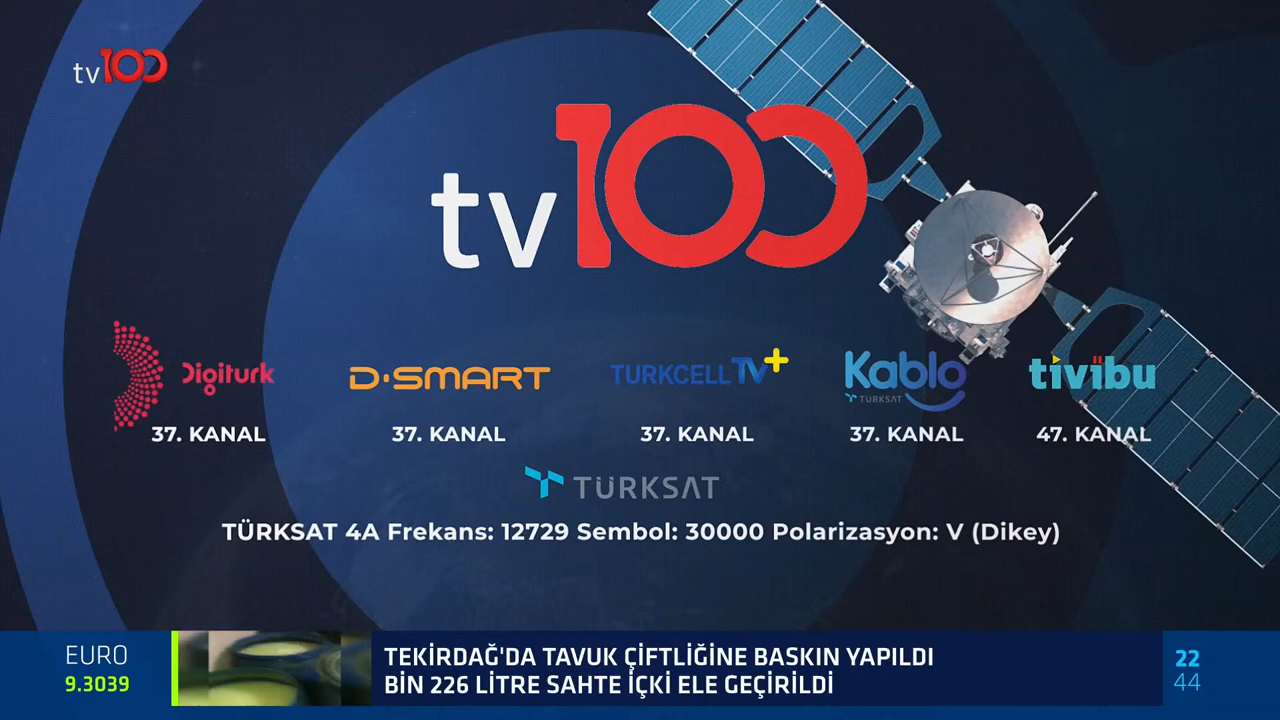 tv100
tv100
Digiturk
D-SMART
TURKCELL TV+
Kablo
TURKSAT
tivibu
37. KANAL
37. KANAL
37. KANAL
37. KANAL
47. KANAL
TÜRKSAT
TÜRKSAT 4A Frekans: 12729 Sembol: 30000 Polarizasyon: V (Dikey)
EURO
9.3039
TEKİRDAĞ'DA TAVUK ÇİFTLİĞİNE BASKIN YAPILDI
BİN 226 LİTRE SAHTE İÇKİ ELE GEÇİRİLDİ
22
44